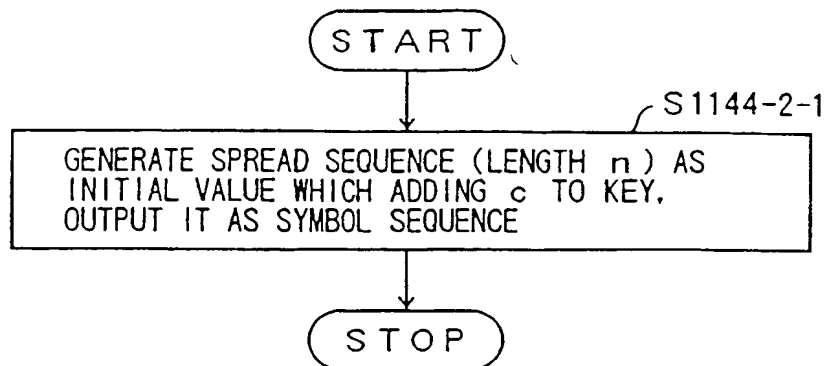 START
S1144-2-1
GENERATE SPREAD SEQUENCE (LENGTH n) AS
INITIAL VALUE WHICH ADDING c TO KEY,
OUTPUT IT AS SYMBOL SEQUENCE
STOP